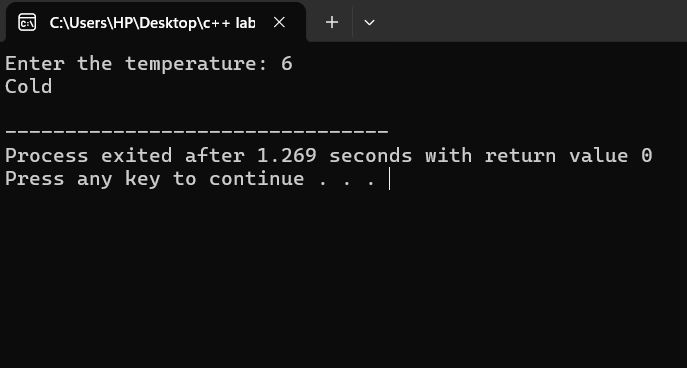 C:\Users\HP\Desktop\c++ lab
Enter the temperature: 6
Cold
--------------------------------
Process exited after 1.269 seconds with return value 0
Press any key to continue . . .